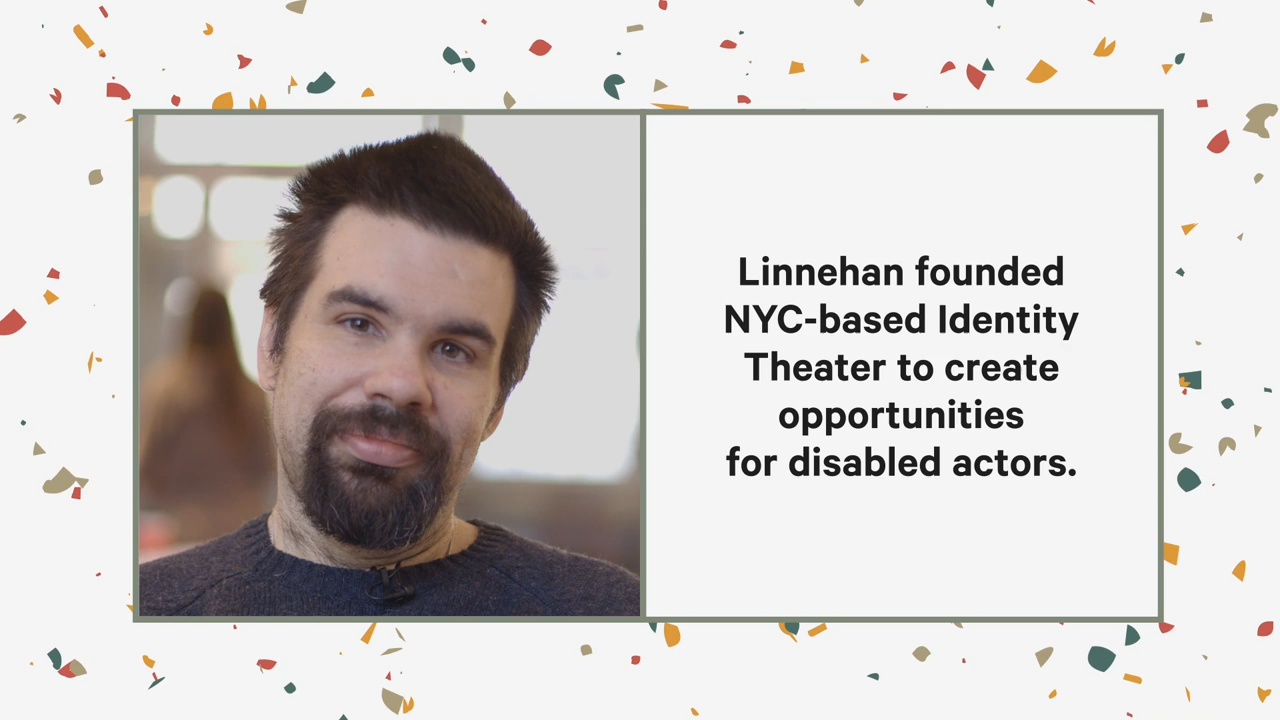 Linnehan founded
NYC-based Identity
Theater to create
opportunities
for disabled actors.